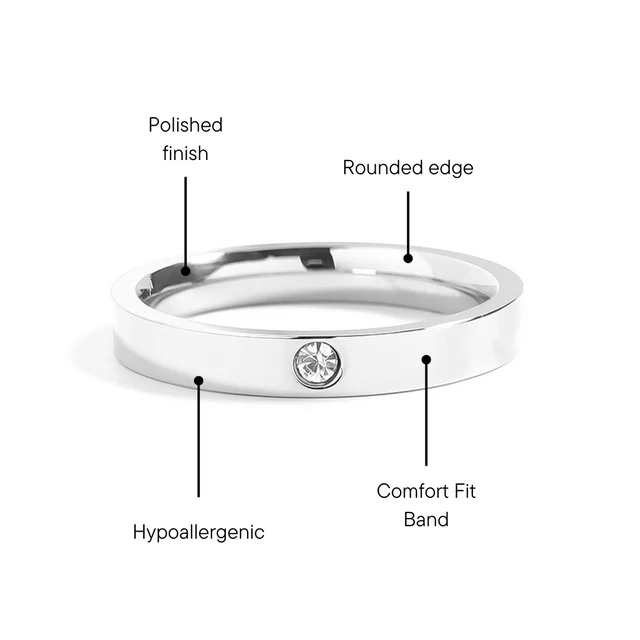 Polished
finish
Rounded edge
Hypoallergenic
Comfort Fit
Band